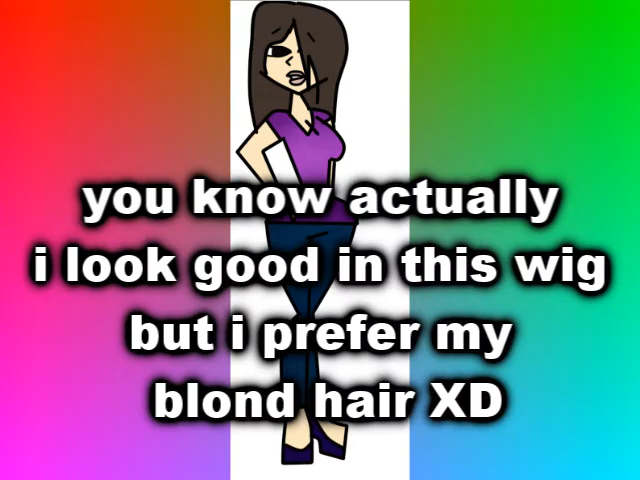 you know actually
i look good in this wig
but i prefer my
blond hair XD